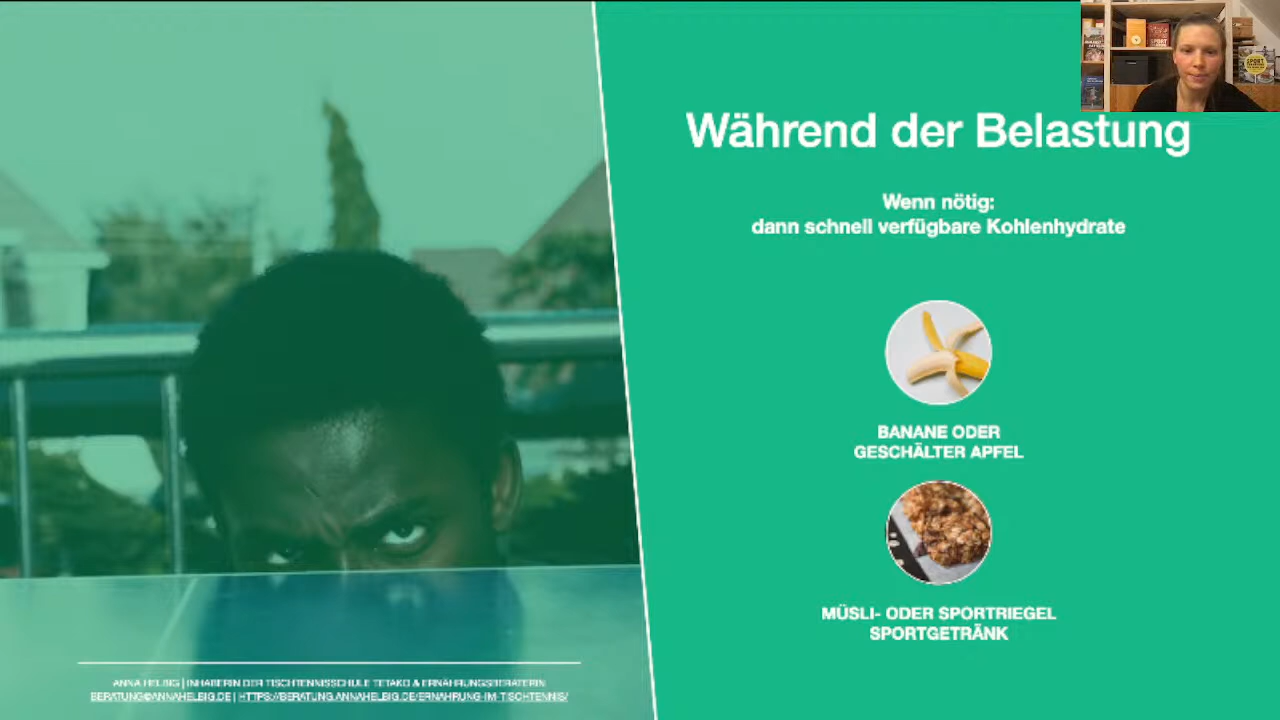 Während der Belastung
Wenn nötig:
dann schnell verfügbare Kohlenhydrate
BANANE ODER
GESCHÄLTER APFEL
MÜSLI- ODER SPORTRIEGEL
SPORTGETRÄNK
ANNA HELBIG | INHABERIN DER TISCHTENNISSCHULE TETAKO & ERNÄHRUNGSBERATERIN
BERATUNG@ANNAHELBIG.DE | HTTPS://BERATUNG.ANNAHELBIG.DE/ERNAHRUNG-IM-TISCHTENNIS/